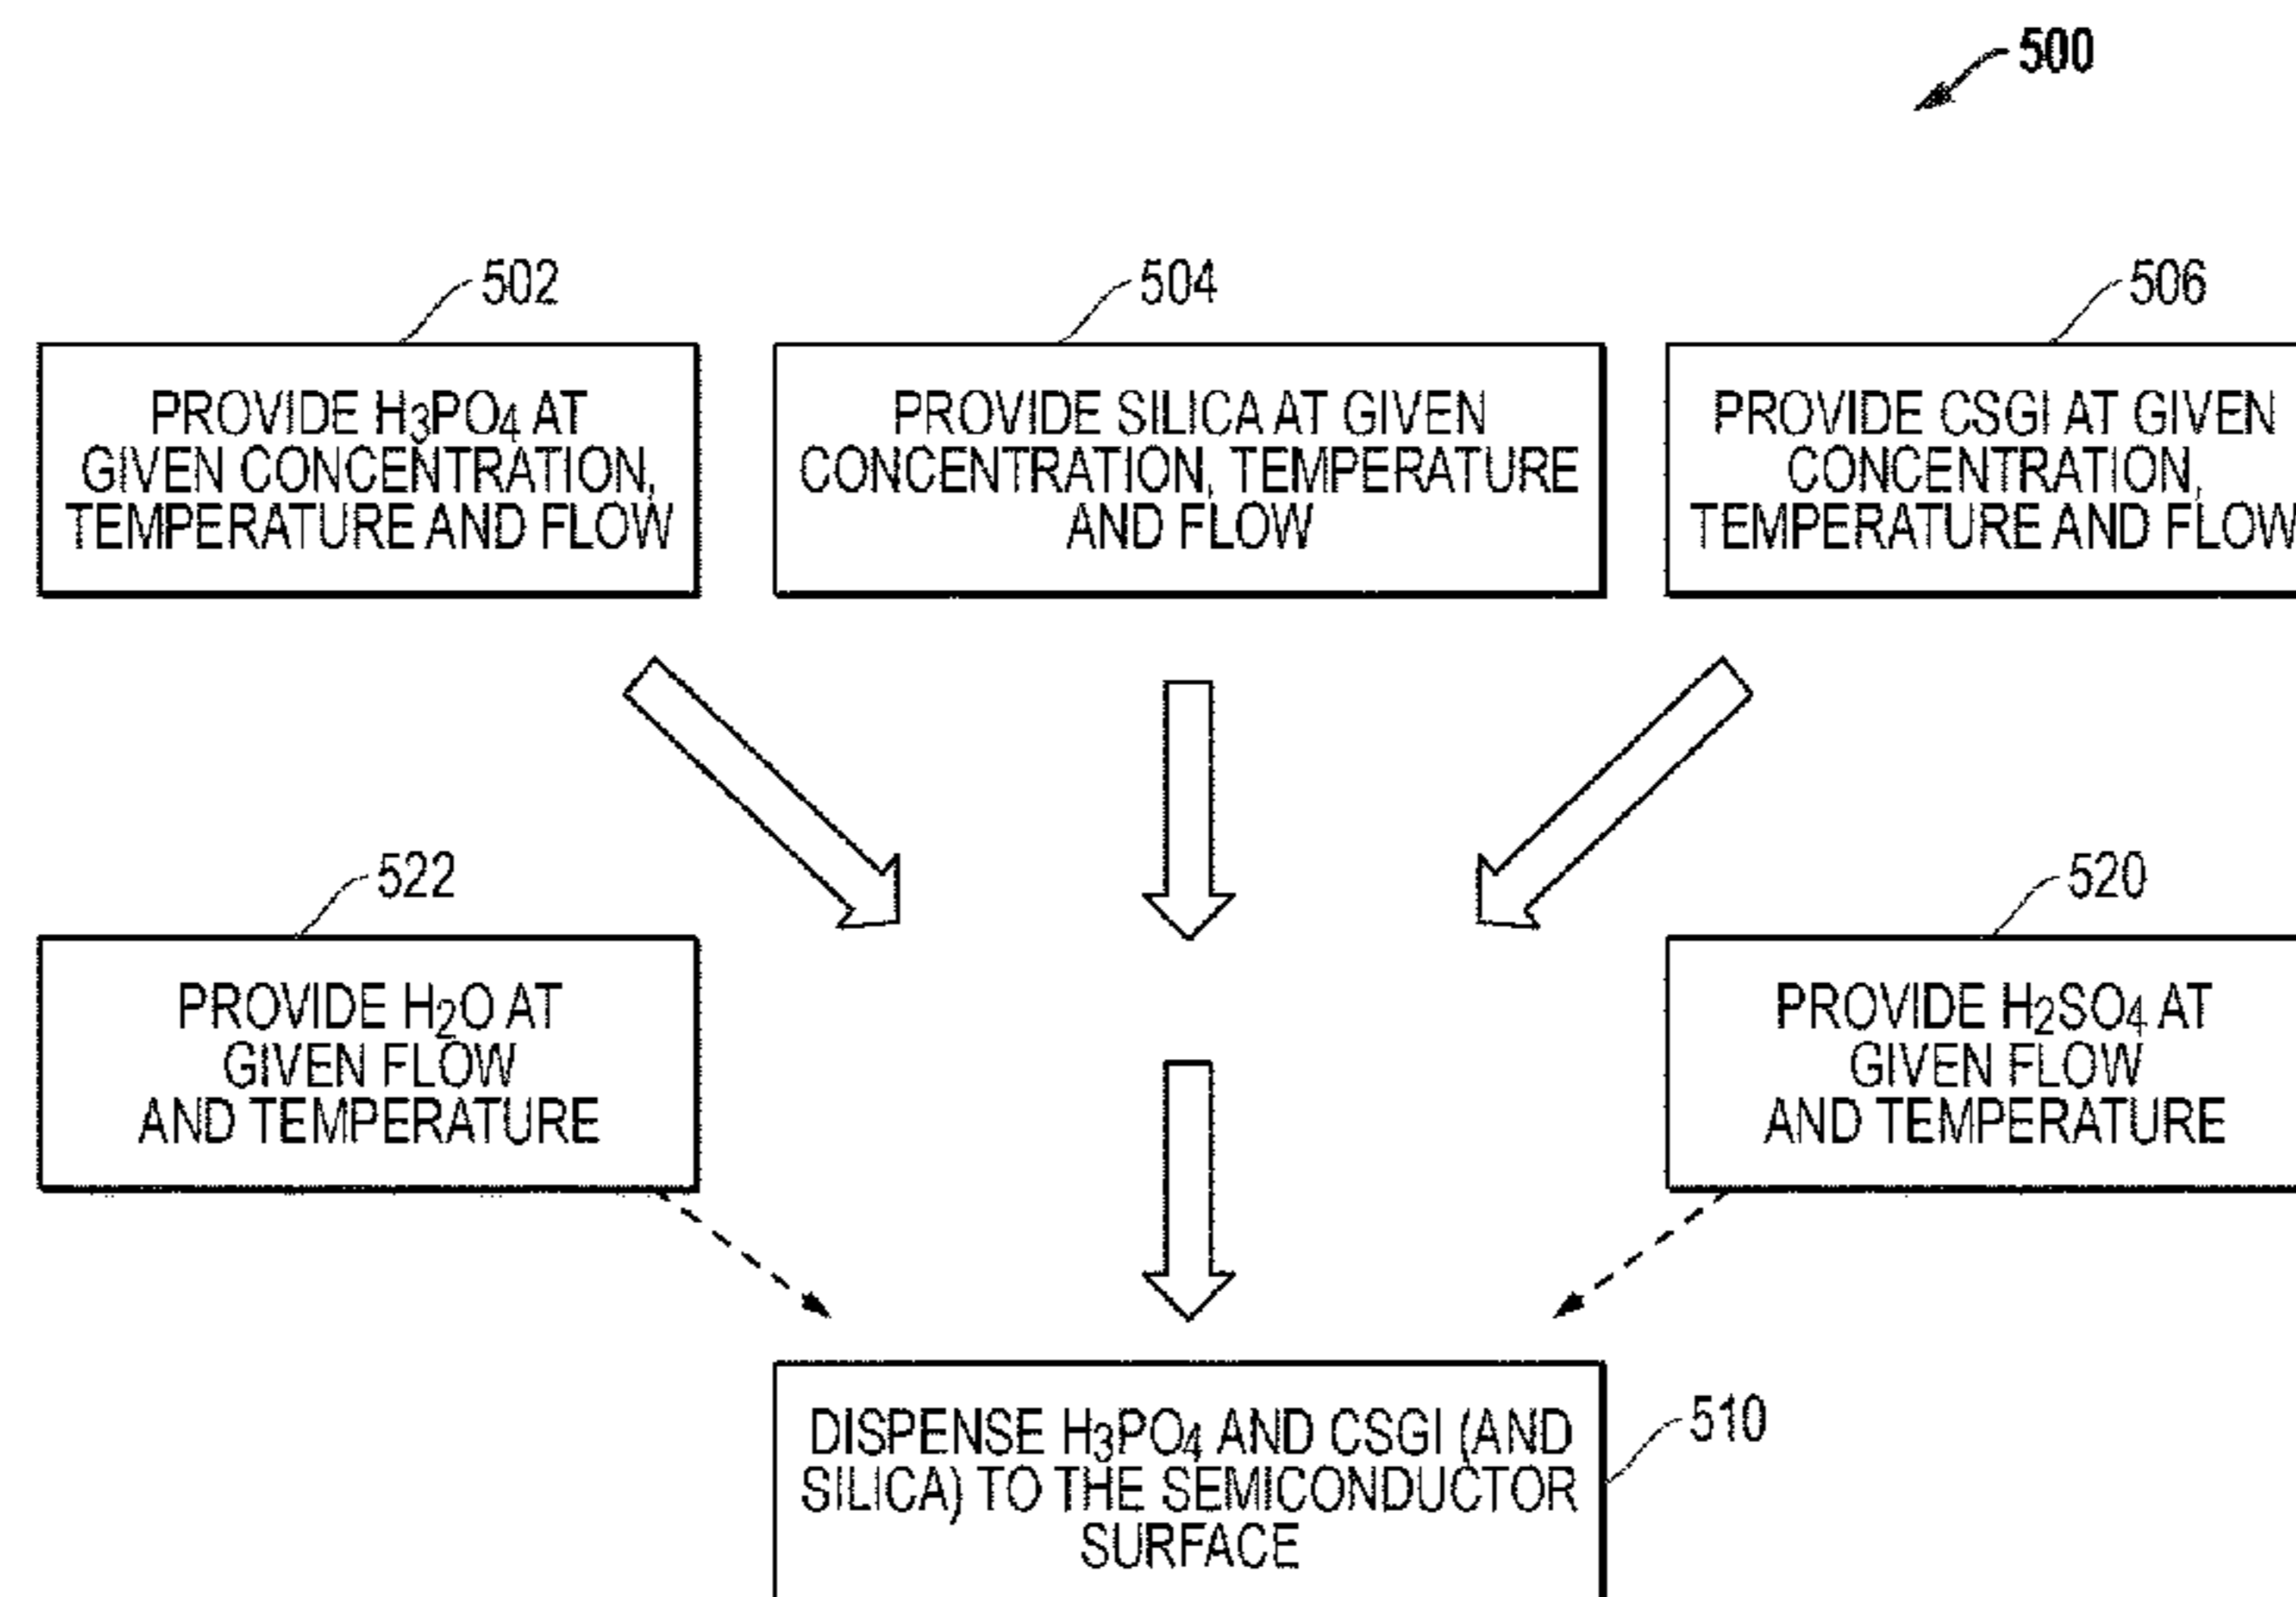 500
502
PROVIDE H₃PO₄ AT
GIVEN CONCENTRATION,
TEMPERATURE AND FLOW
504
PROVIDE SILICA AT GIVEN
CONCENTRATION, TEMPERATURE
AND FLOW
506
PROVIDE CSGI AT GIVEN
CONCENTRATION,
TEMPERATURE AND FLOW
522
PROVIDE H₂O AT
GIVEN FLOW
AND TEMPERATURE
520
PROVIDE H₂SO₄ AT
GIVEN FLOW
AND TEMPERATURE
DISPENSE H₃PO₄ AND CSGI (AND
SILICA) TO THE SEMICONDUCTOR
SURFACE
510